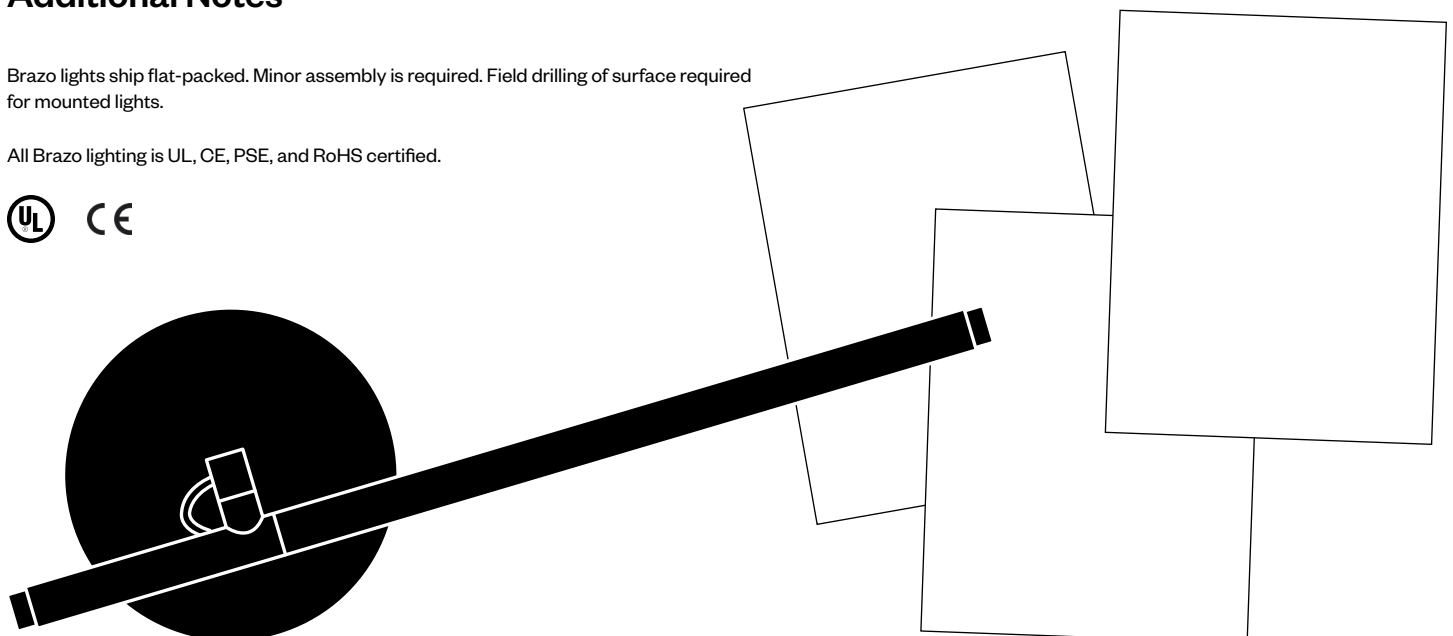 Additional Notes
Brazo lights ship flat-packed. Minor assembly is required. Field drilling of surface required
for mounted lights.
All Brazo lighting is UL, CE, PSE, and RoHS certified.
UL ® CE